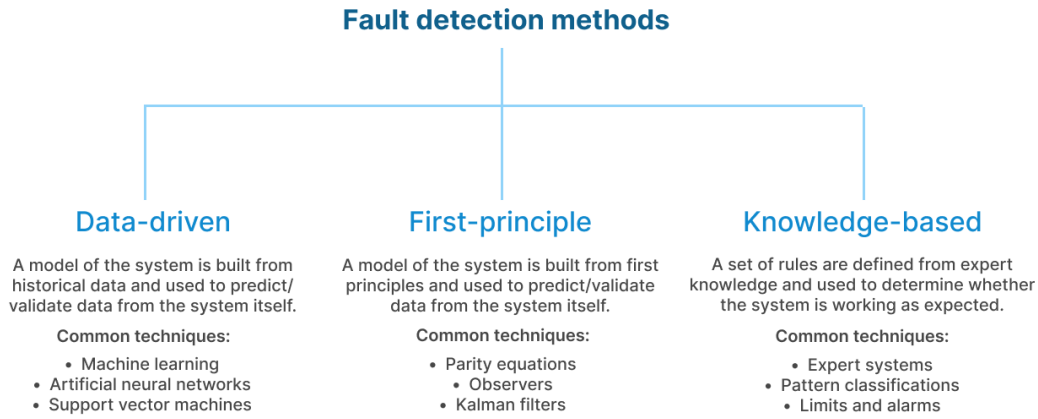 Fault detection methods
Data-driven
A model of the system is built from
historical data and used to predict/
validate data from the system itself.
Common techniques:
• Machine learning
• Artificial neural networks
• Support vector machines
First-principle
A model of the system is built from first
principles and used to predict/validate
data from the system itself.
Common techniques:
• Parity equations
• Observers
• Kalman filters
Knowledge-based
A set of rules are defined from expert
knowledge and used to determine whether
the system is working as expected.
Common techniques:
• Expert systems
• Pattern classifications
• Limits and alarms